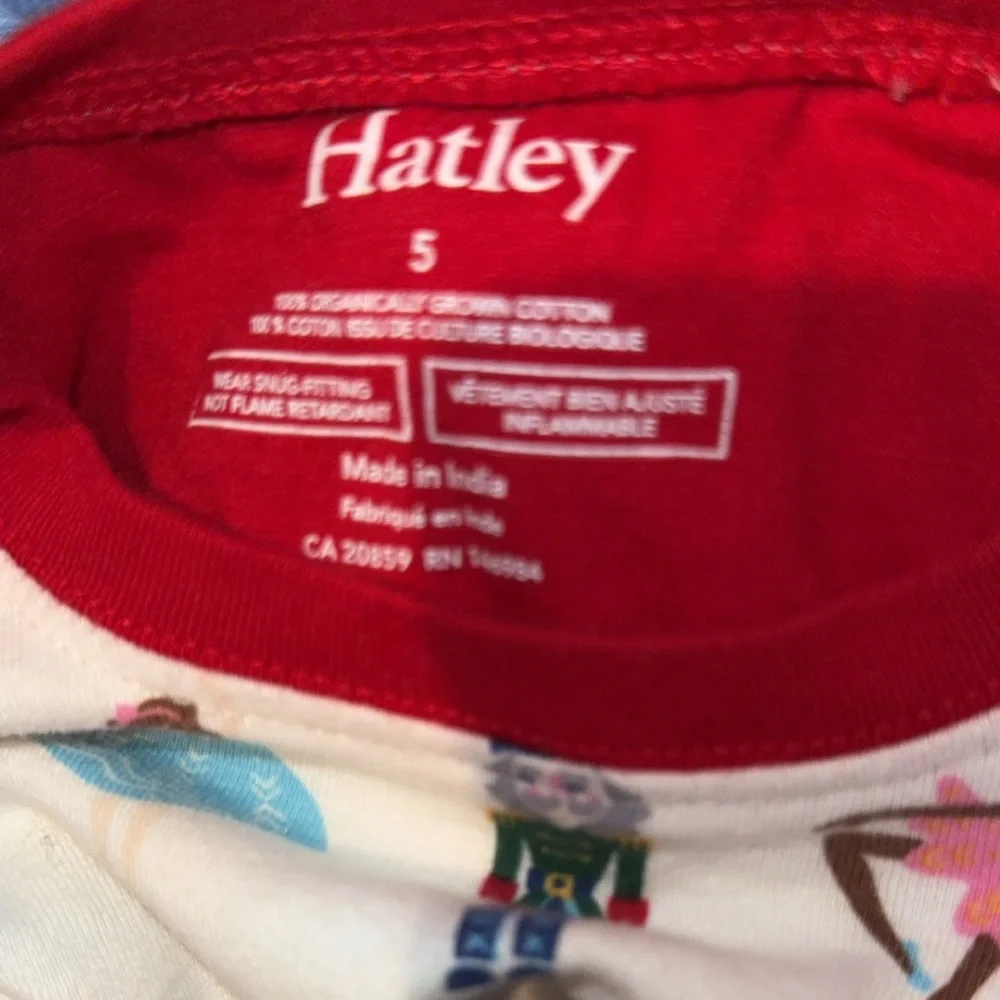 Hatley
5
100% ORGANICALLY GROWN COTTON
100% COTON ISSU DE CULTURE BIOLOGIQUE
WEAR SNUG-FITTING
NOT FLAME RETARDANT
VÊTEMENT BIEN AJUSTÉ
INFLAMMABLE
Made in India
Fabriqué en Inde
CA 20859 RN